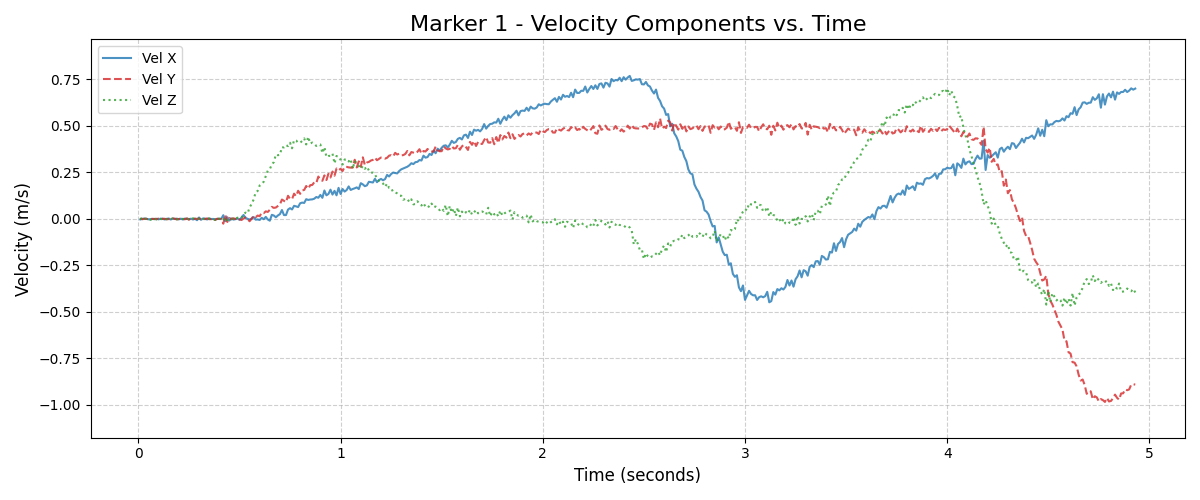 Marker 1 - Velocity Components vs. Time
Vel X
Vel Y
Vel Z
Velocity (m/s)
0.75
0.50
0.25
0.00
−0.25
−0.50
−0.75
−1.00
0 1 2 3 4 5
Time (seconds)